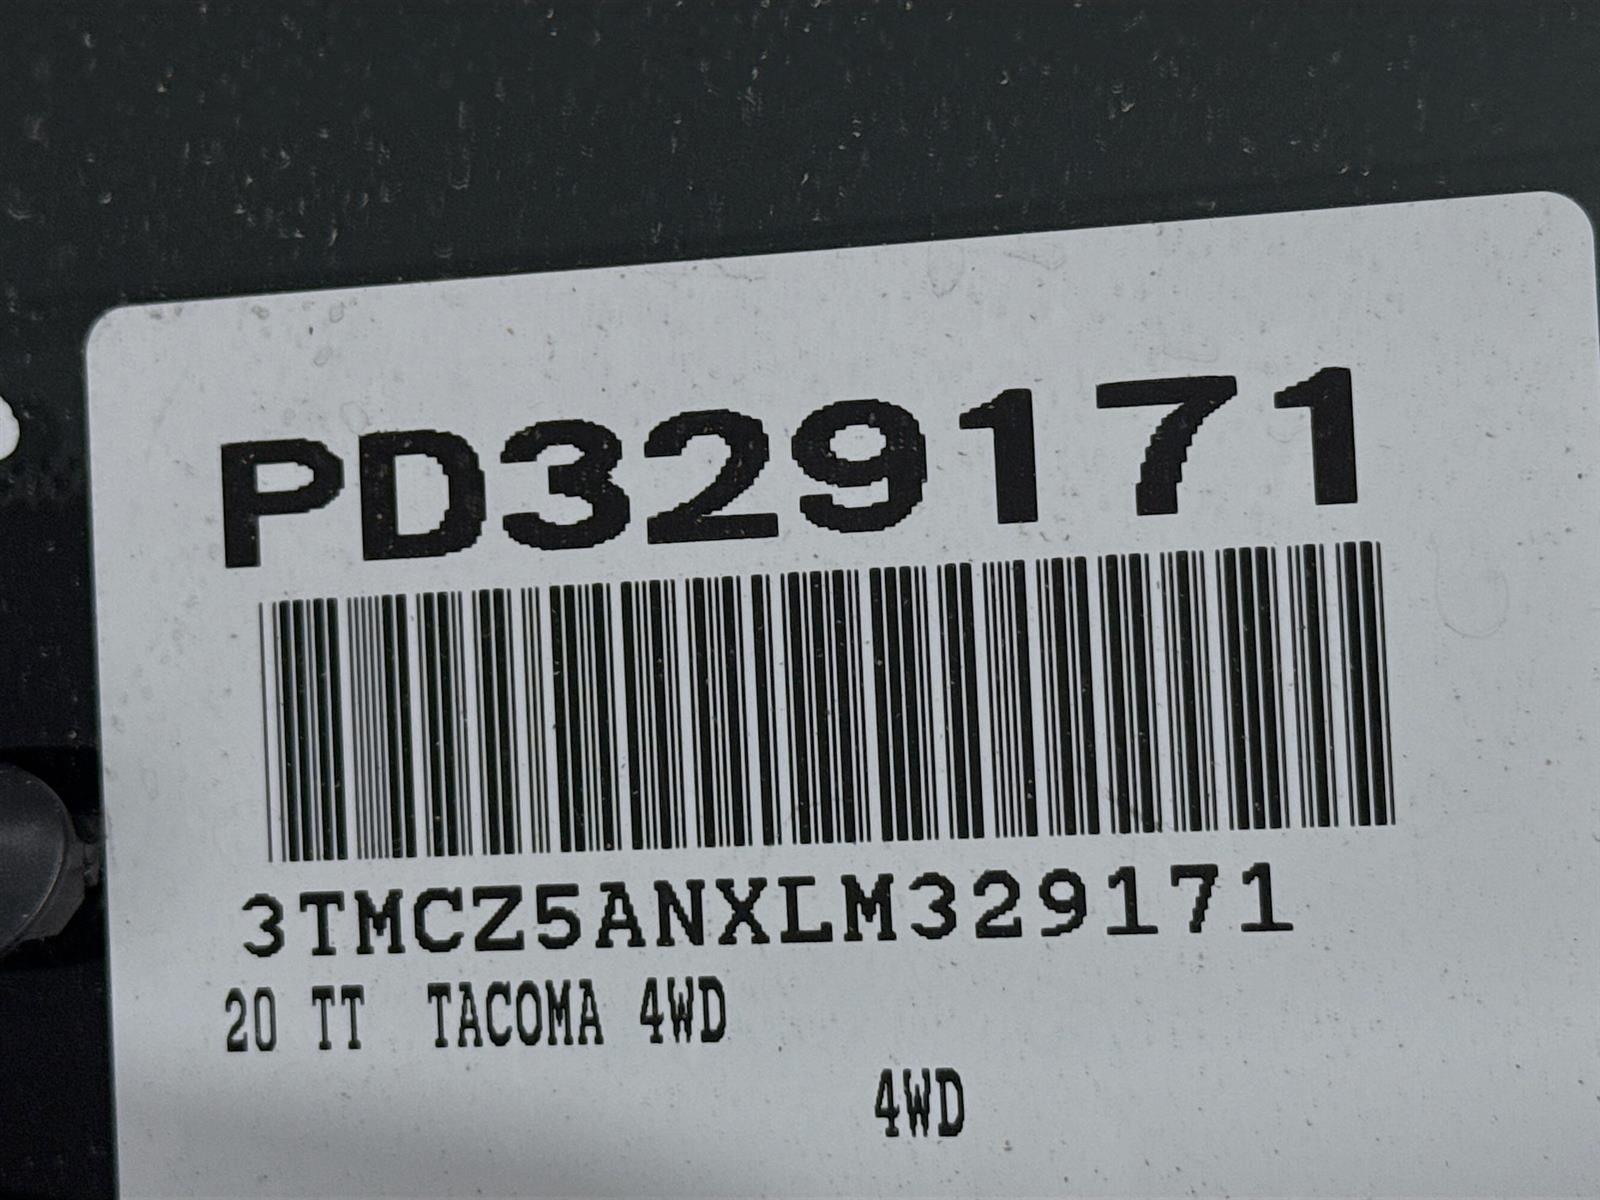 PD329171
3TMCZ5ANXLM329171
20 TT TACOMA 4WD
4WD